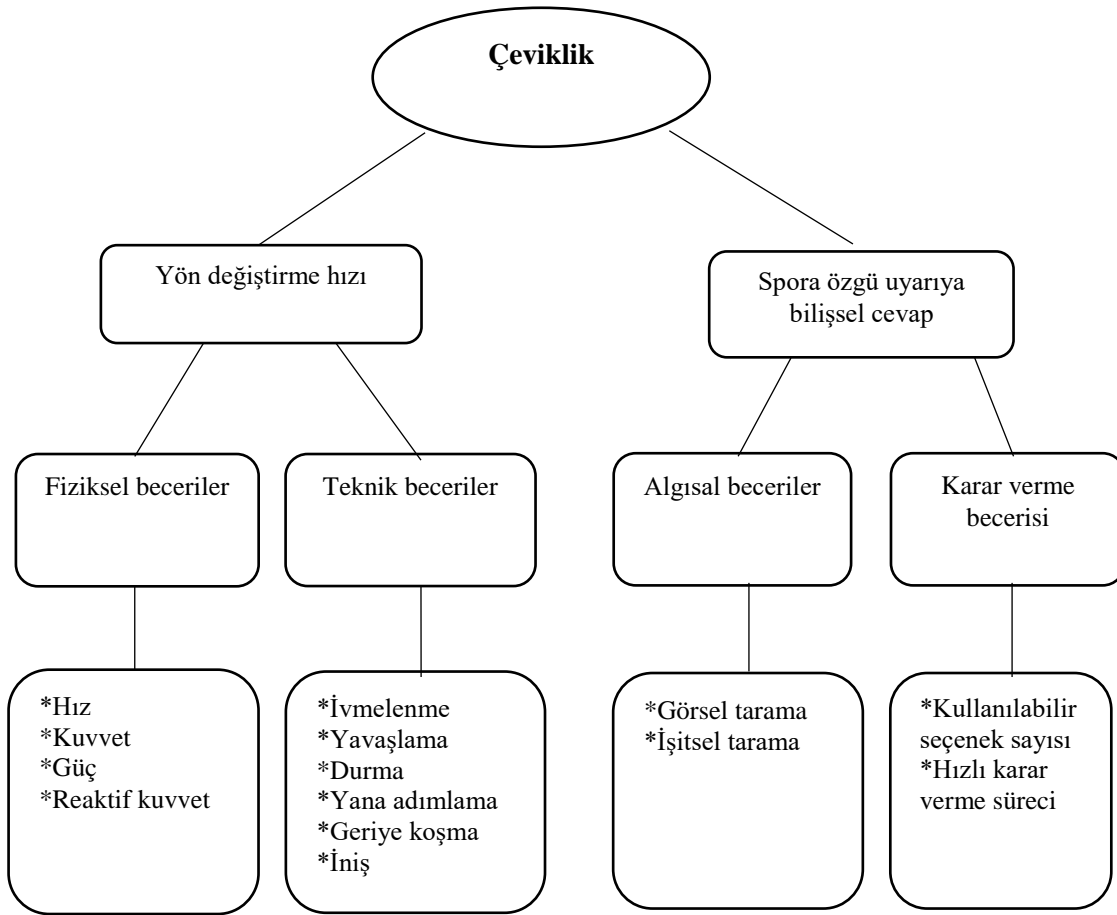 Çeviklik
Yön değiştirme hızı
Spora özgü uyarıya
bilişsel cevap
Fiziksel beceriler
Teknik beceriler
Algısal beceriler
Karar verme
becerisi
*Hız
*Kuvvet
*Güç
*Reaktif kuvvet
*İvmelenme
*Yavaşlama
*Durma
*Yana adımlama
*Geriye koşma
*İniş
*Görsel tarama
*İşitsel tarama
*Kullanılabilir
seçenek sayısı
*Hızlı karar
verme süreci